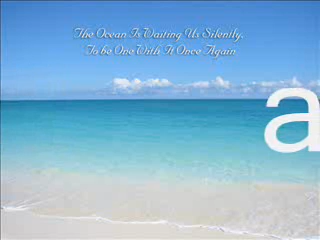 The Ocean Is Waiting Us Silently,
To be One With It Once Again
a